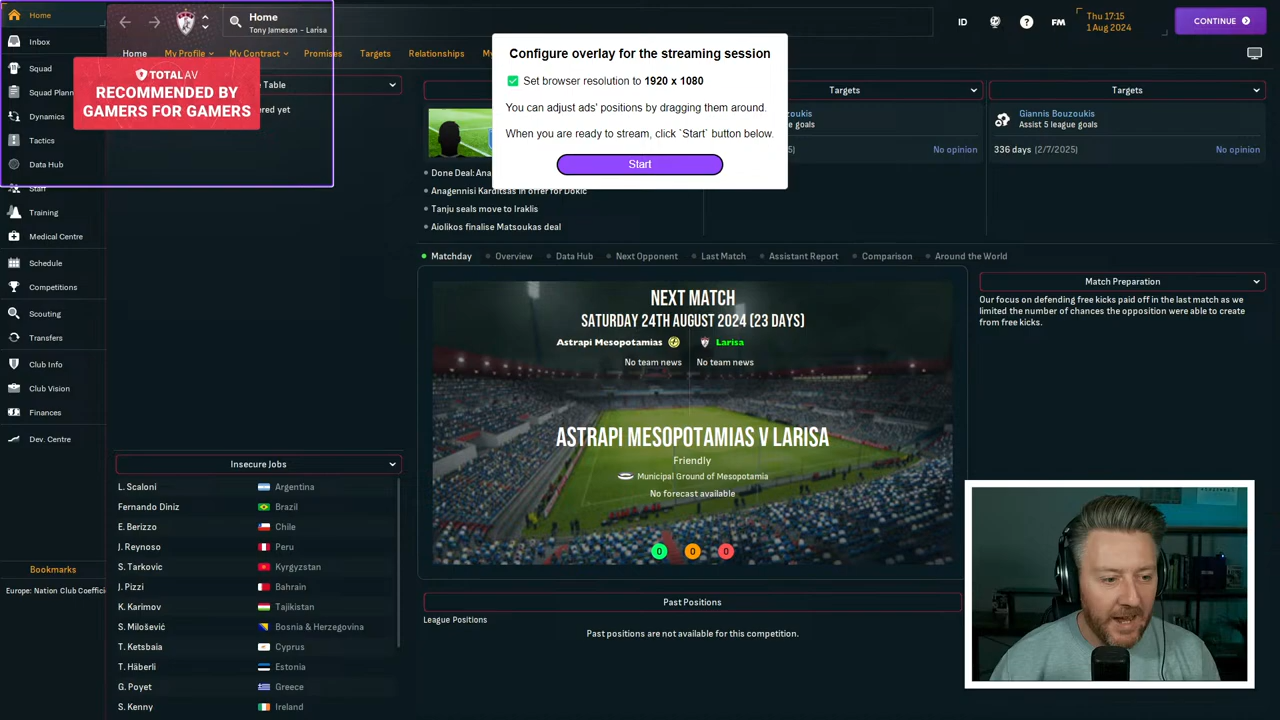 Home
Inbox
Squad
Squad Plann
Dynamics
Tactics
Data Hub
Staff
Training
Medical Centre
Schedule
Competitions
Scouting
Transfers
Club Info
Club Vision
Finances
Dev. Centre
Bookmarks
Europe: Nation Club Coeffici
Home
Tony Jameson - Larisa
ID
?
FM
Thu 17:15
1 Aug 2024
CONTINUE
Home
My Profile
My Contract
Promises
Targets
Relationships
My
TOTAL AV
RECOMMENDED BY
GAMERS FOR GAMERS
e Table
ered yet
Configure overlay for the streaming session
Set browser resolution to 1920 x 1080
You can adjust ads' positions by dragging them around.
When you are ready to stream, click `Start` button below.
Start
Done Deal: Ana
Anagennisi Karditsas in offer for Dokic
Tanju seals move to Iraklis
Aiolikos finalise Matsoukas deal
Targets
zoukis
e goals
5)
No opinion
Targets
Giannis Bouzoukis
Assist 5 league goals
336 days (2/7/2025)
No opinion
Matchday
Overview
Data Hub
Next Opponent
Last Match
Assistant Report
Comparison
Around the World
NEXT MATCH
SATURDAY 24TH AUGUST 2024 (23 DAYS)
Astrapi Mesopotamias
Larisa
No team news
No team news
ASTRAPI MESOPOTAMIAS V LARISA
Friendly
Municipal Ground of Mesopotamia
No forecast available
0
0
0
Match Preparation
Our focus on defending free kicks paid off in the last match as we
limited the number of chances the opposition were able to create
from free kicks.
Past Positions
League Positions
Past positions are not available for this competition.
Insecure Jobs
L. Scaloni Argentina
Fernando Diniz Brazil
E. Berizzo Chile
J. Reynoso Peru
S. Tarkovic Kyrgyzstan
J. Pizzi Bahrain
K. Karimov Tajikistan
S. Milošević Bosnia & Herzegovina
T. Ketsbaia Cyprus
T. Häberli Estonia
G. Poyet Greece
S. Kenny Ireland